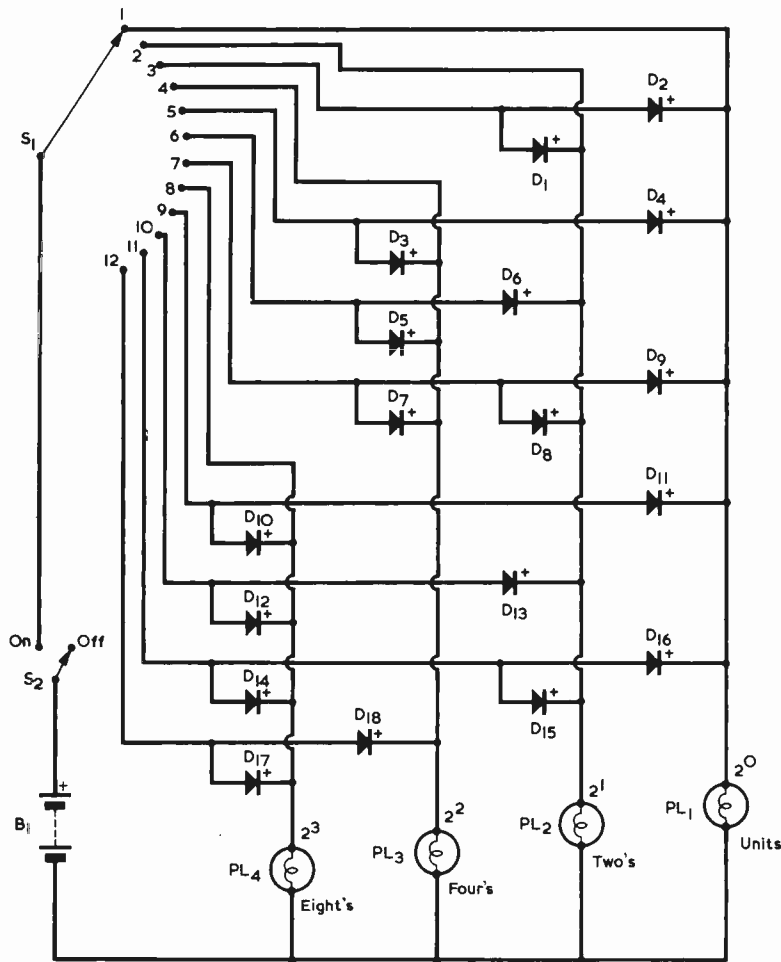 1
2
3
4
5
6
7
8
9
10
11
12
S1
D2 +
+
D1
D4 +
D3 +
D6 +
D5 +
D9 +
D7 +
+
D8
D11 +
D10 +
+
D13
D12 +
D16 +
D14 +
+
D15
D18 +
D17 +
On
Off
S2
+
B1
2^0
PL1
Units
2^1
PL2
Two's
2^2
PL3
Four's
2^3
PL4
Eight's